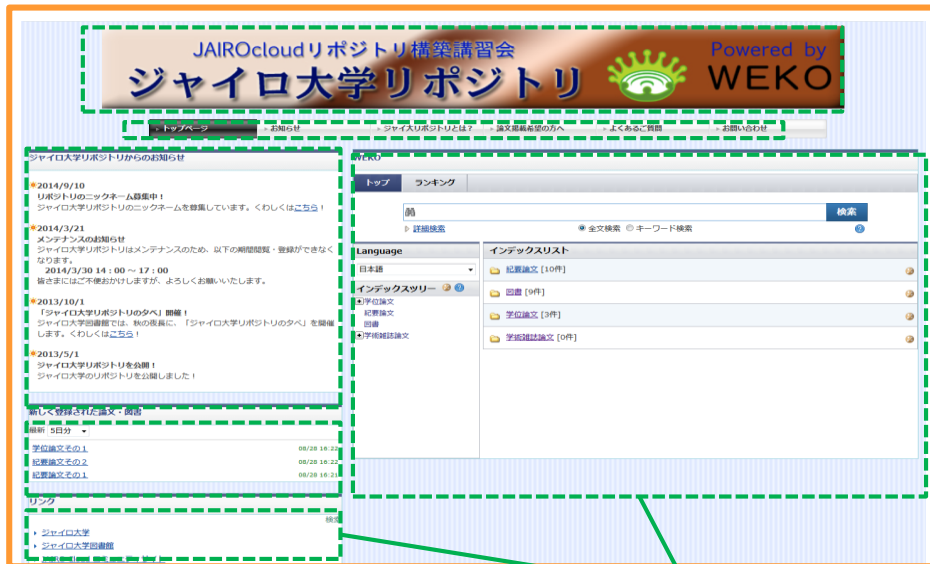 JAIROcloudリポジトリ構築講習会
ジャイロ大学リポジトリ
Powered by
WEKO
トップページ
お知らせ
ジャイスリポジトリとは?
論文掲載希望の方へ
よくあるご質問
お問い合わせ
ジャイロ大学リポジトリからのお知らせ
2014/9/10
リポジトリのニックネーム募集中!
ジャイロ大学リポジトリのニックネームを募集しています。くわしくはこちら!
2014/3/21
メンテナンスのお知らせ
ジャイロ大学リポジトリはメンテナンスのため、以下の期間閲覧・登録ができなく
なります。
2014/3/30 14:00 ~ 17:00
皆さまにはご不便おかけしますが、よろしくお願いいたします。
2013/10/1
「ジャイロ大学リポジトリの夕べ」開催!
ジャイロ大学図書館では、秋の夜長に、「ジャイロ大学リポジトリの夕べ」を開催
します。くわしくはこちら!
2013/5/1
ジャイロ大学リポジトリを公開!
ジャイロ大学のリポジトリを公開しました!
新しく登録された論文・図書
最新 5日分
学位論文その1 08/28 16:22
紀要論文その2 08/28 16:22
紀要論文その1 08/28 16:21
リンク
検索
ジャイロ大学
ジャイロ大学図書館
WEKO
トップ ランキング
検索
詳細検索
全文検索 キーワード検索
Language
日本語
インデックスツリー
学位論文
紀要論文
図書
学術雑誌論文
インデックスリスト
紀要論文 [10件]
図書 [9件]
学位論文 [3件]
学術雑誌論文 [0件]